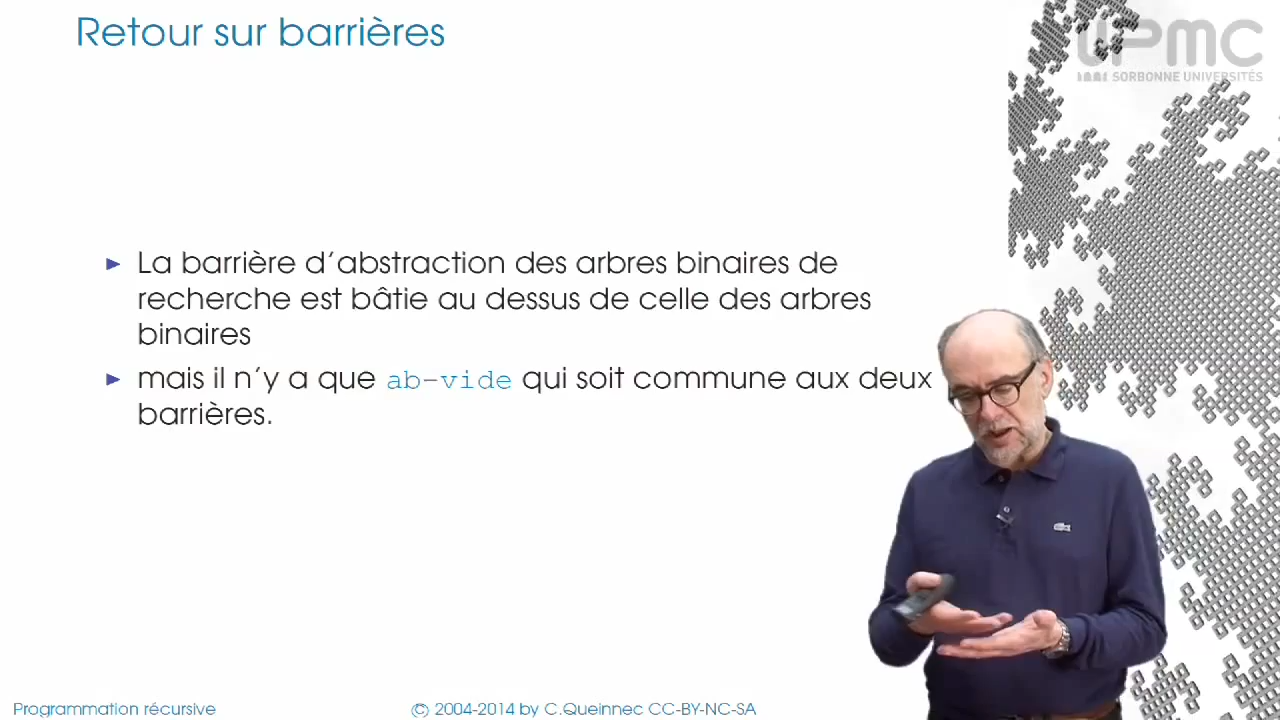 Retour sur barrières
UPMC
SORBONNE UNIVERSITÉS
La barrière d'abstraction des arbres binaires de
recherche est bâtie au dessus de celle des arbres
binaires
mais il n'y a que ab-vide qui soit commune aux deux
barrières.
Programmation récursive
© 2004-2014 by C.Queinnec CC-BY-NC-SA